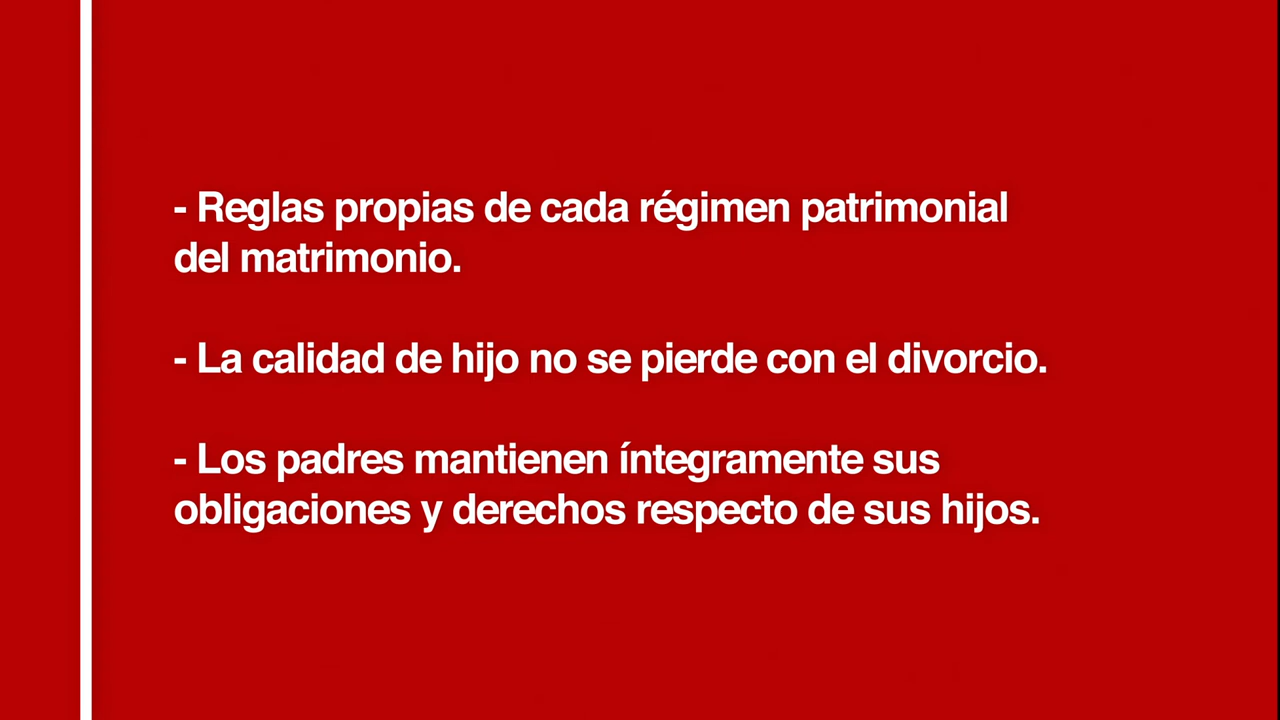 - Reglas propias de cada régimen patrimonial
del matrimonio.
- La calidad de hijo no se pierde con el divorcio.
- Los padres mantienen íntegramente sus
obligaciones y derechos respecto de sus hijos.